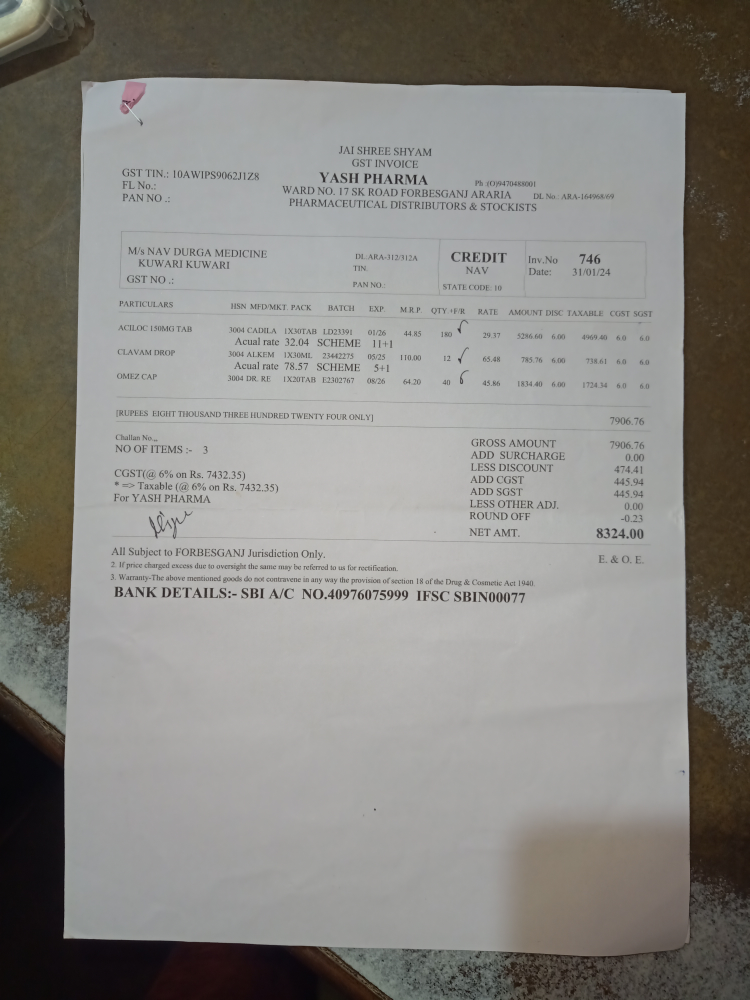 JAI SHREE SHYAM
GST INVOICE
GST TIN.: 10AWIPS9062J1Z8
YASH PHARMA
Ph :(O)9470488001
FL No.:
WARD NO. 17 SK ROAD FORBESGANJ ARARIA
DL No.: ARA-164968/69
PAN NO .:
PHARMACEUTICAL DISTRIBUTORS & STOCKISTS
M/s NAV DURGA MEDICINE DL:ARA-312/312A CREDIT Inv.No 746
KUWARI KUWARI TIN: NAV Date: 31/01/24
GST NO .: PAN NO.: STATE CODE: 10
PARTICULARS HSN MFD/MKT. PACK BATCH EXP. M.R.P. QTY +F/R RATE AMOUNT DISC TAXABLE CGST SGST
ACILOC 150MG TAB 3004 CADILA 1X30TAB LD23391 01/26 44.85 180 29.37 5286.60 6.00 4969.40 6.0 6.0
Acual rate 32.04 SCHEME 11+1
CLAVAM DROP 3004 ALKEM 1X30ML 23442275 05/25 110.00 12 65.48 785.76 6.00 738.61 6.0 6.0
Acual rate 78.57 SCHEME 5+1
OMEZ CAP 3004 DR. RE 1X20TAB E2302767 08/26 64.20 40 45.86 1834.40 6.00 1724.34 6.0 6.0
[RUPEES EIGHT THOUSAND THREE HUNDRED TWENTY FOUR ONLY] 7906.76
Challan No.,,
NO OF ITEMS :- 3
GROSS AMOUNT 7906.76
ADD SURCHARGE 0.00
LESS DISCOUNT 474.41
CGST(@ 6% on Rs. 7432.35)
ADD CGST 445.94
* => Taxable (@ 6% on Rs. 7432.35)
ADD SGST 445.94
For YASH PHARMA
LESS OTHER ADJ. 0.00
ROUND OFF -0.23
NET AMT. 8324.00
All Subject to FORBESGANJ Jurisdiction Only.
E. & O. E.
2. If price charged excess due to oversight the same may be referred to us for rectification.
3. Warranty-The above mentioned goods do not contravene in any way the provision of section 18 of the Drug & Cosmetic Act 1940.
BANK DETAILS:- SBI A/C NO.40976075999 IFSC SBIN00077